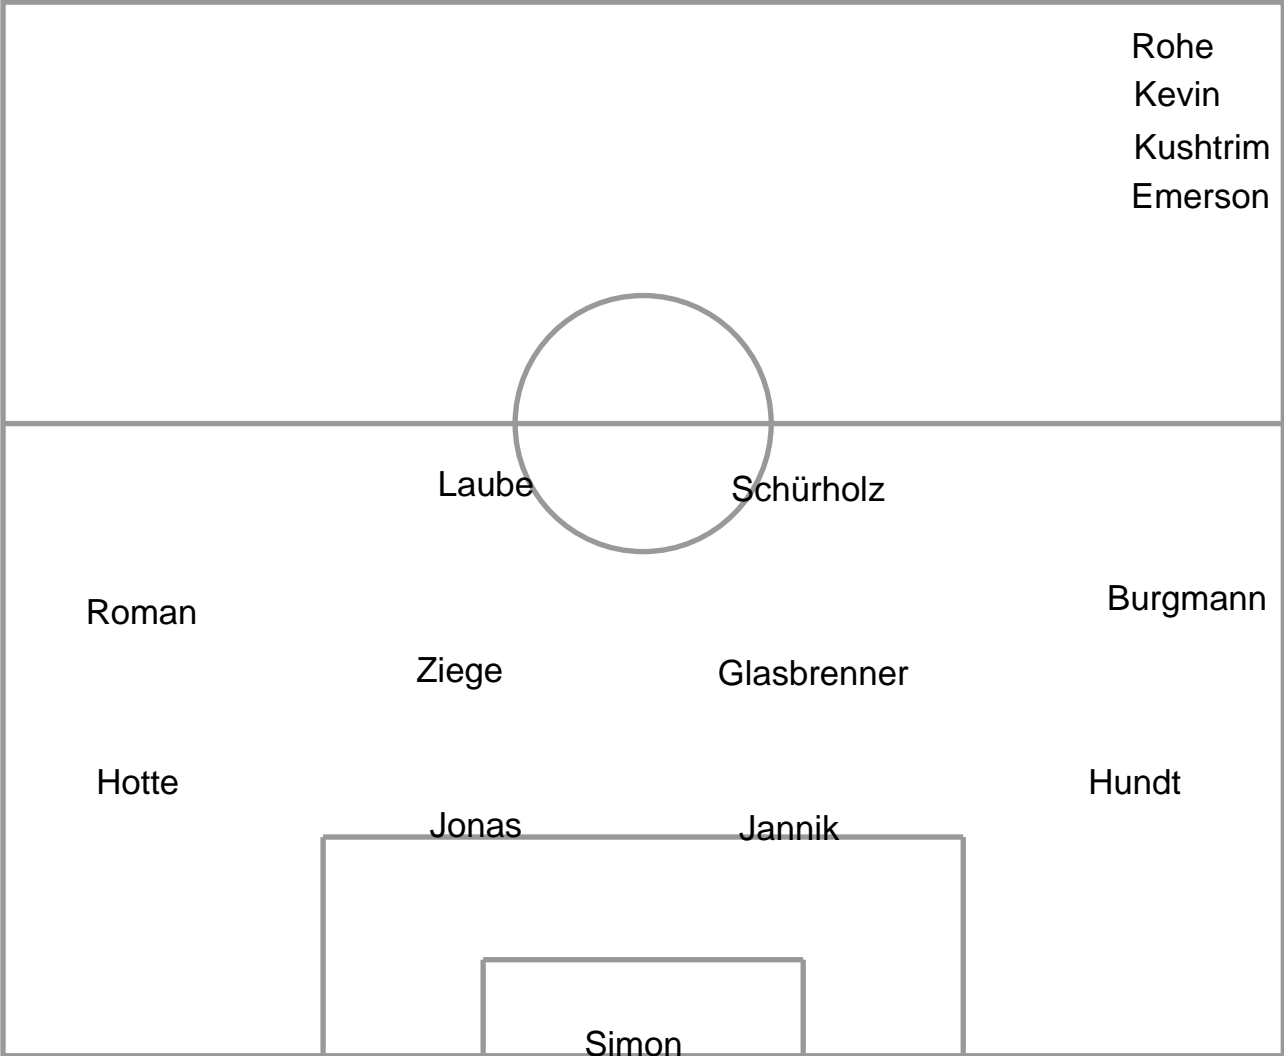 Rohe
Kevin
Kushtrim
Emerson
Laube
Schürholz
Roman
Burgmann
Ziege
Glasbrenner
Hotte
Hundt
Jonas
Jannik
Simon